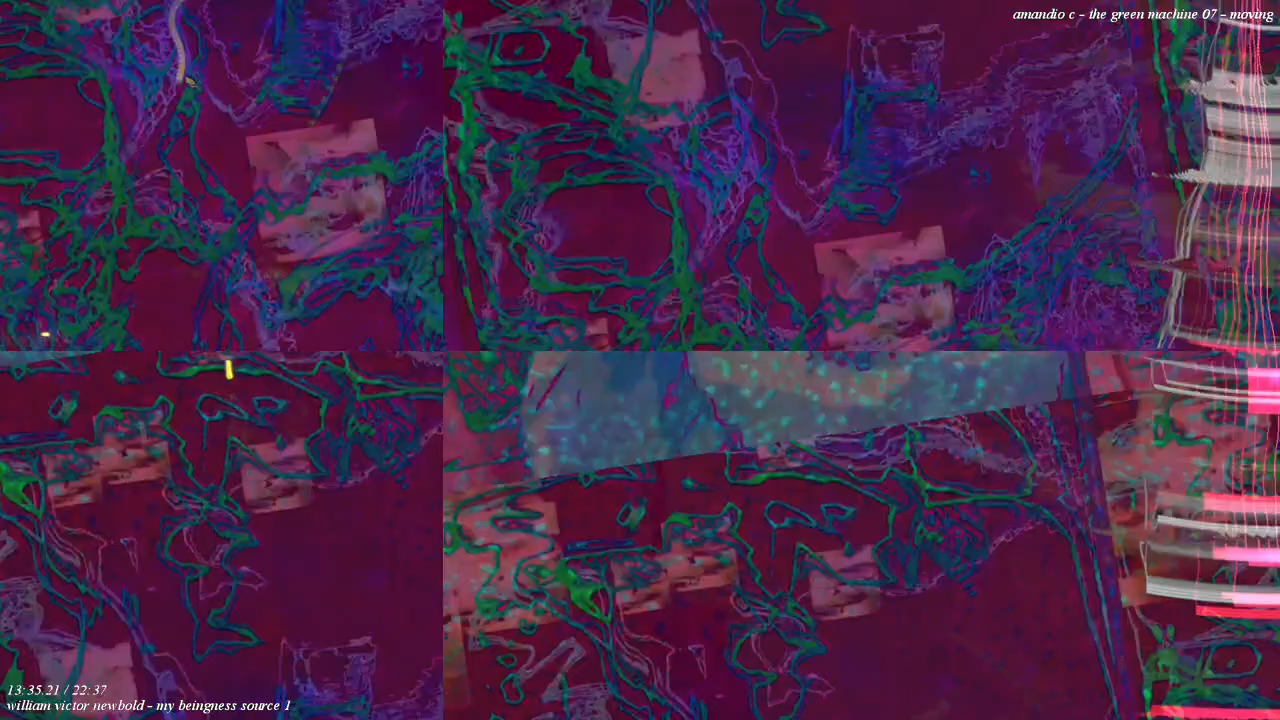 amandio c - the green machine 07 - moving
13:35.21 / 22:37
william victor newbold - my beingness source 1